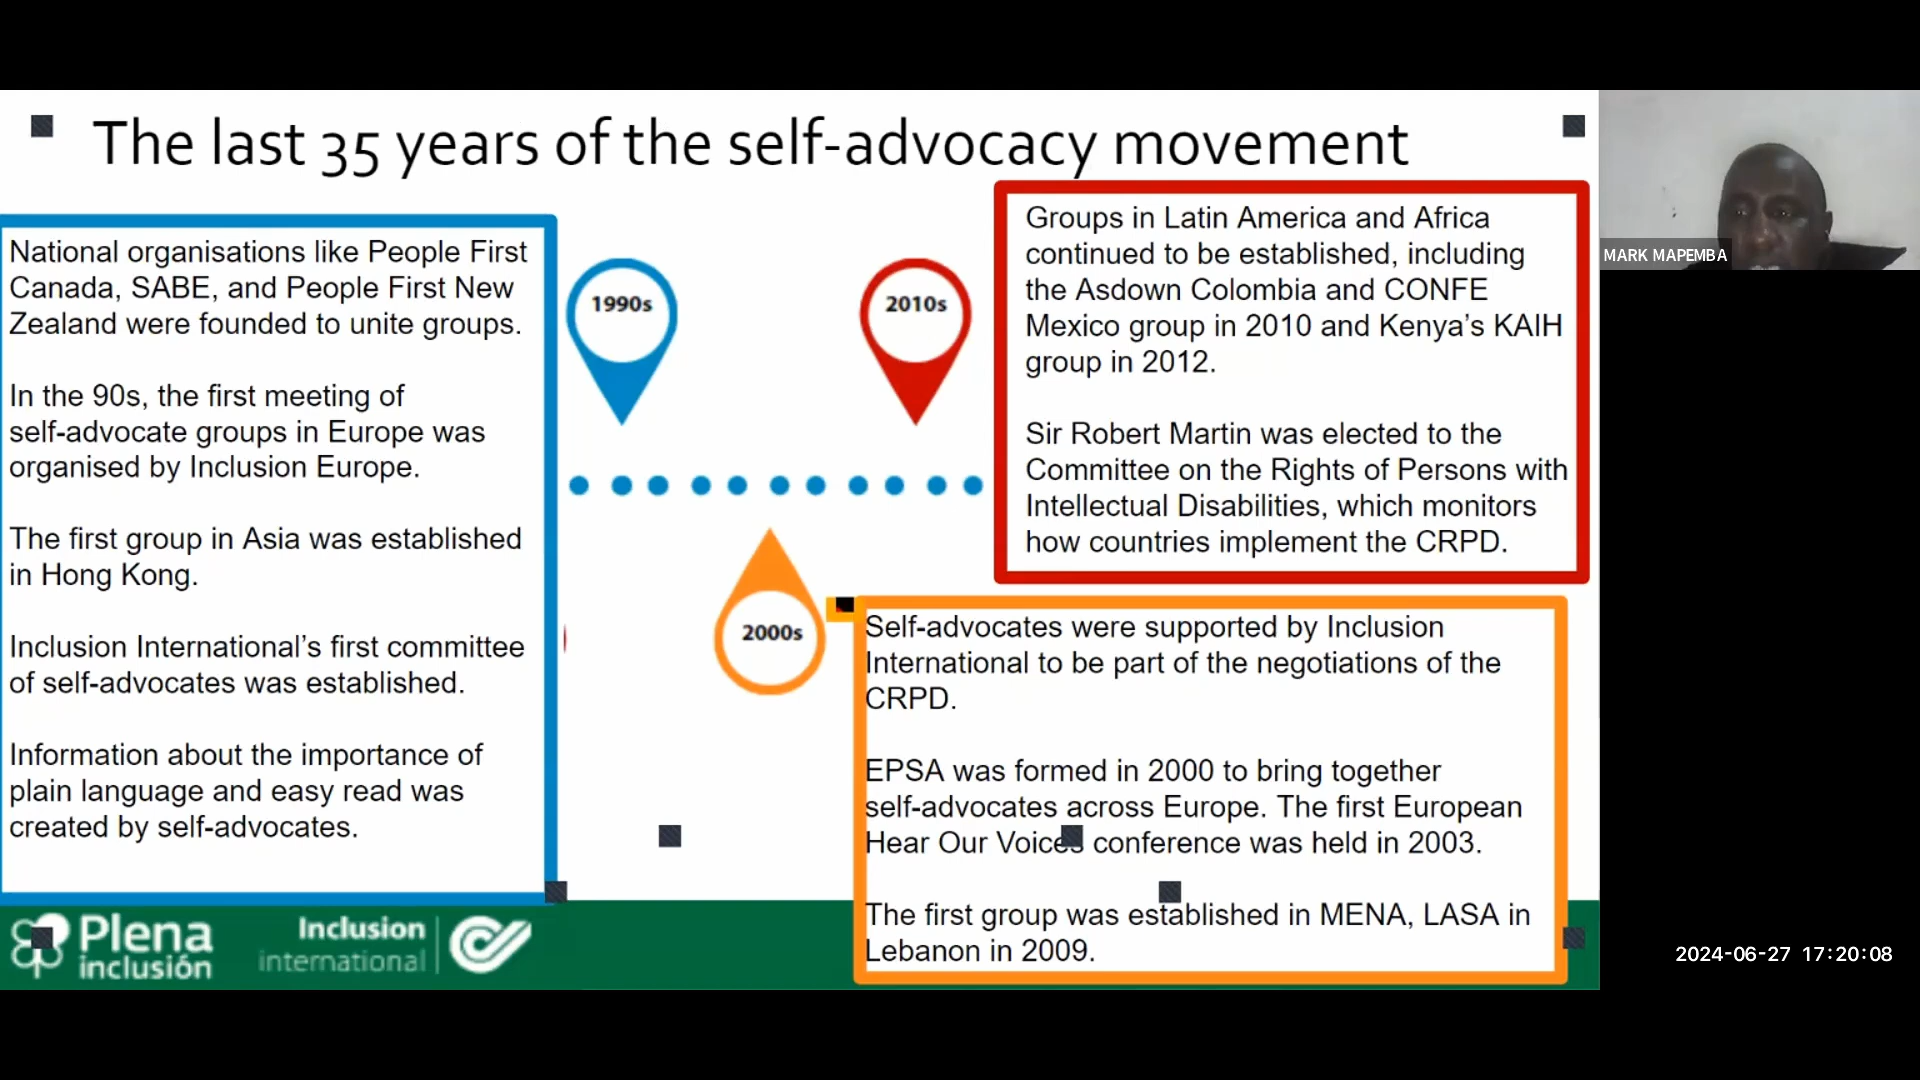 The last 35 years of the self-advocacy movement
National organisations like People First
Canada, SABE, and People First New
Zealand were founded to unite groups.
In the 90s, the first meeting of
self-advocate groups in Europe was
organised by Inclusion Europe.
The first group in Asia was established
in Hong Kong.
Inclusion International’s first committee
of self-advocates was established.
Information about the importance of
plain language and easy read was
created by self-advocates.
1990s
2010s
Groups in Latin America and Africa
continued to be established, including
the Asdown Colombia and CONFE
Mexico group in 2010 and Kenya’s KAIH
group in 2012.
Sir Robert Martin was elected to the
Committee on the Rights of Persons with
Intellectual Disabilities, which monitors
how countries implement the CRPD.
2000s
Self-advocates were supported by Inclusion
International to be part of the negotiations of the
CRPD.
EPSA was formed in 2000 to bring together
self-advocates across Europe. The first European
Hear Our Voices conference was held in 2003.
The first group was established in MENA, LASA in
Lebanon in 2009.
Plena
inclusión
Inclusion
international
MARK MAPEMBA
2024-06-27 17:20:08